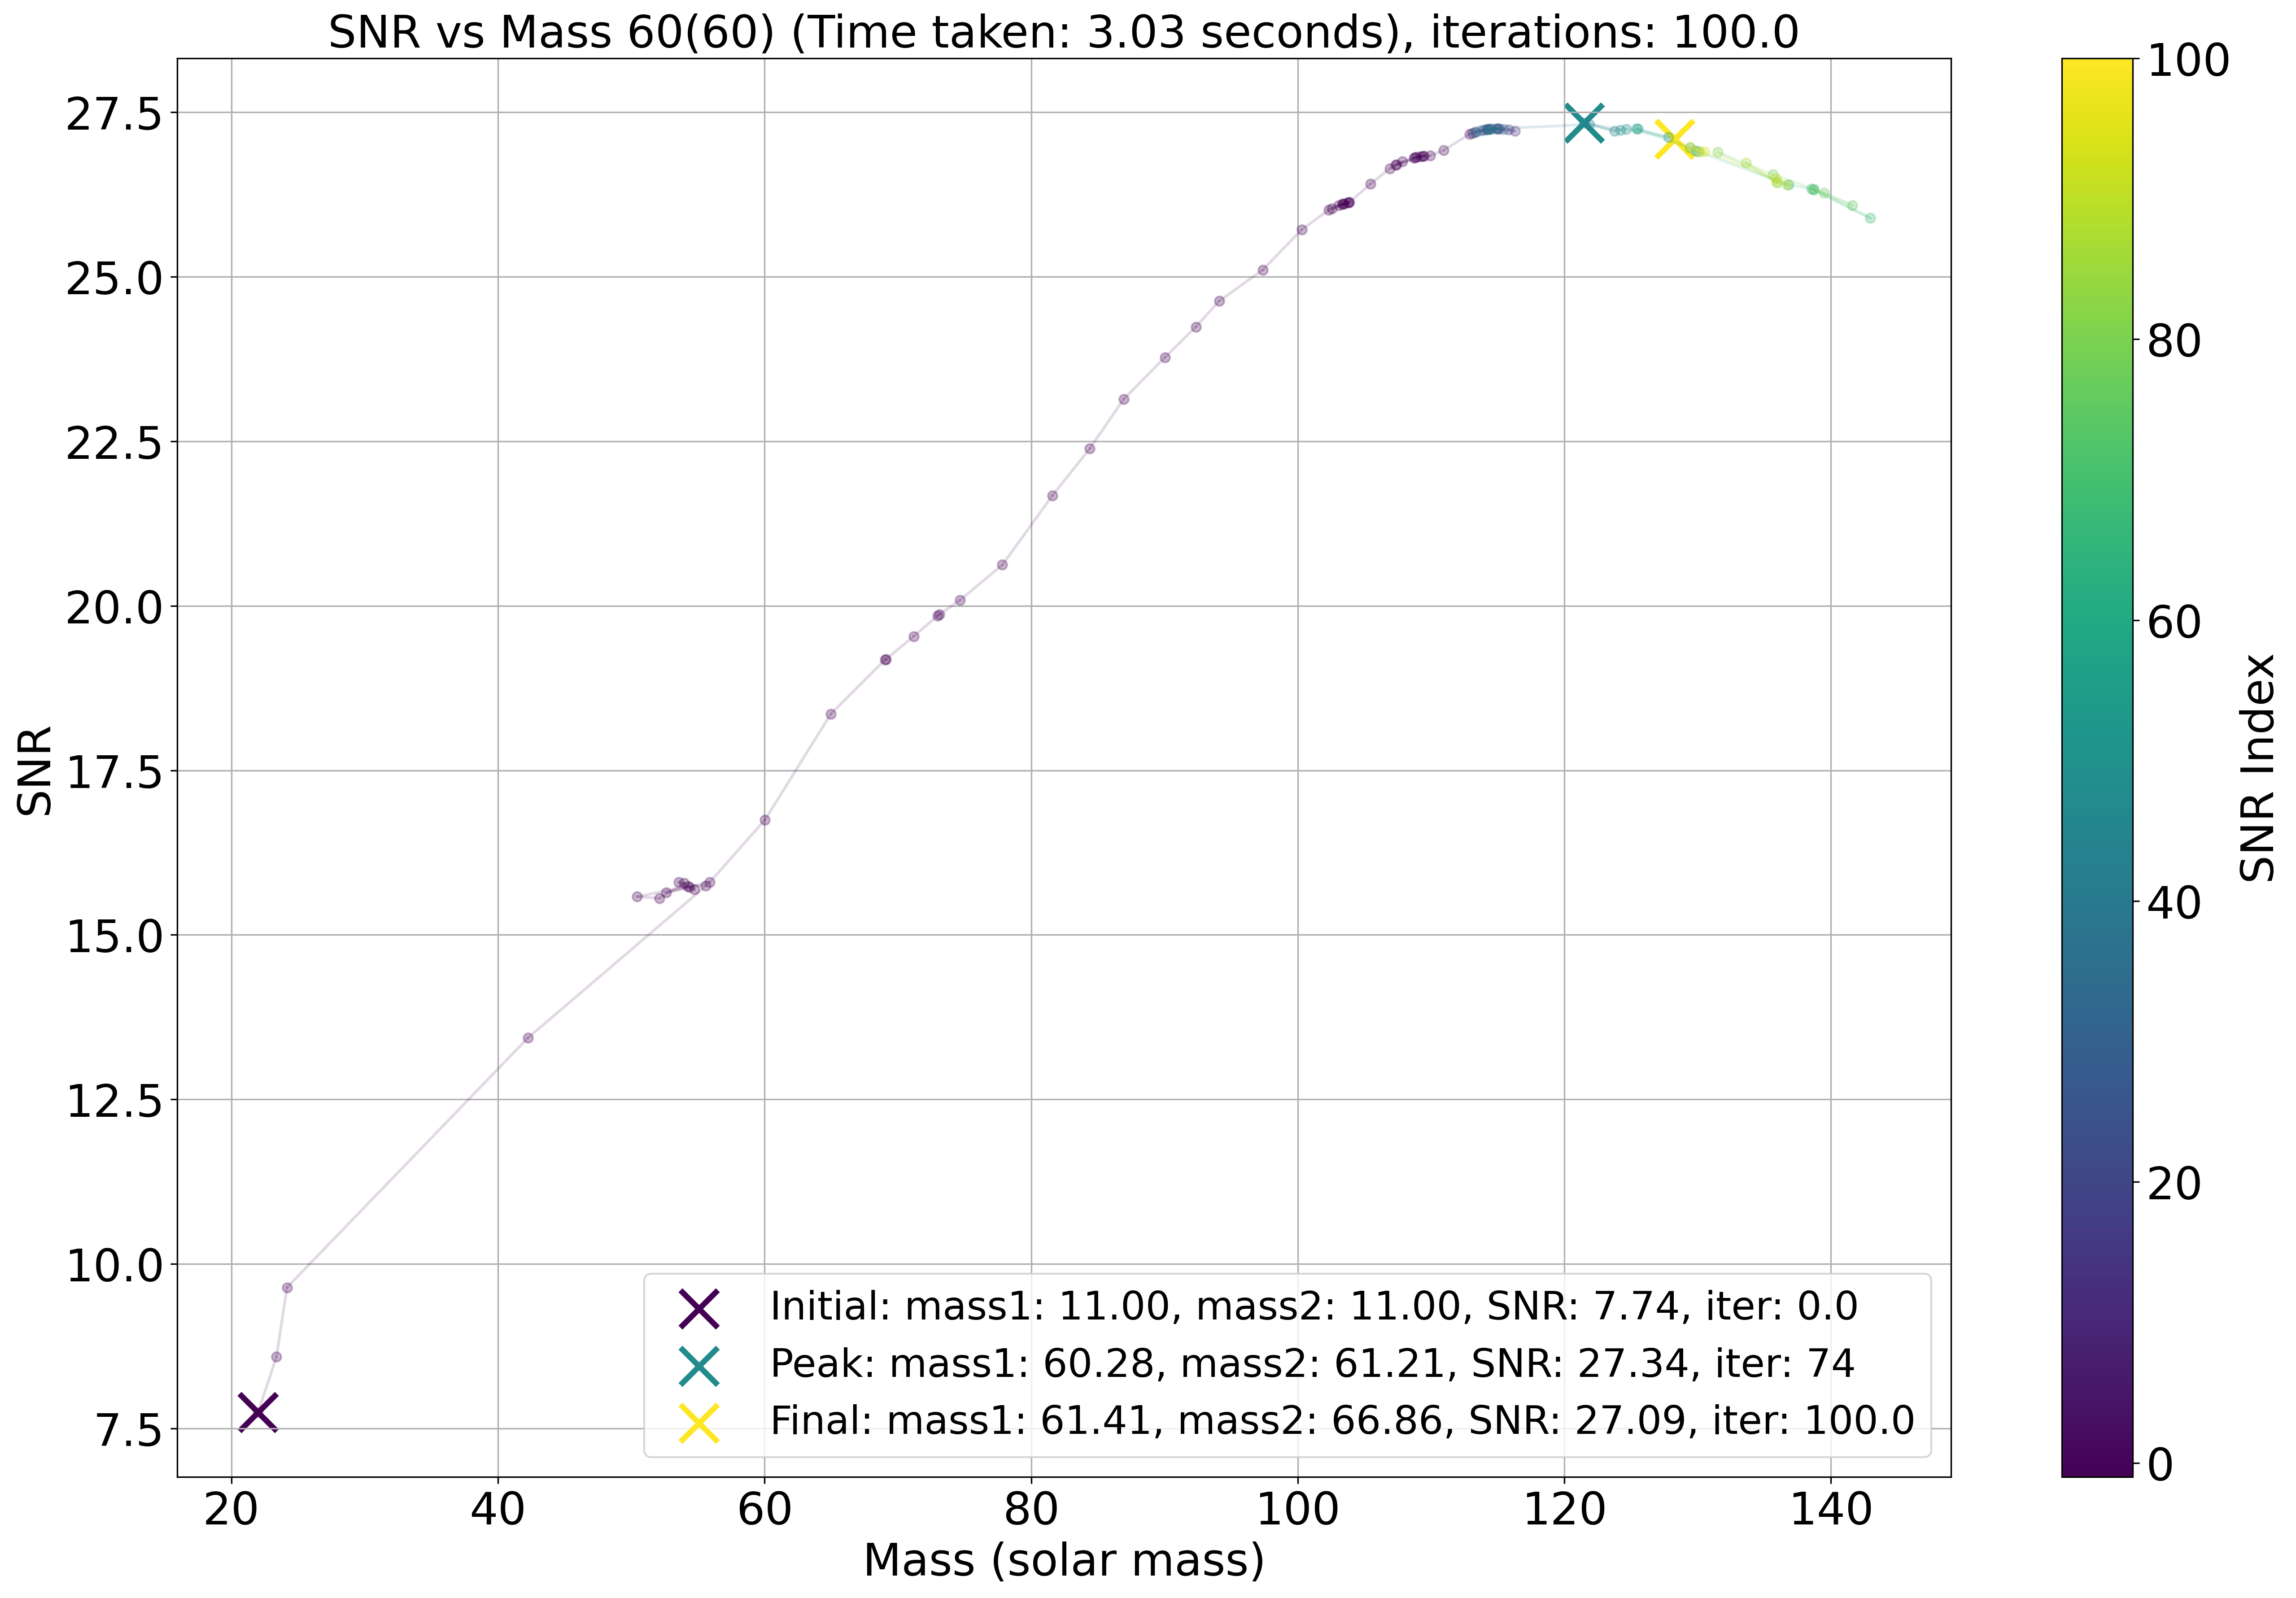 SNR vs Mass 60(60) (Time taken: 3.03 seconds), iterations: 100.0
SNR
27.5
25.0
22.5
20.0
17.5
15.0
12.5
10.0
7.5
Initial: mass1: 11.00, mass2: 11.00, SNR: 7.74, iter: 0.0
Peak: mass1: 60.28, mass2: 61.21, SNR: 27.34, iter: 74
Final: mass1: 61.41, mass2: 66.86, SNR: 27.09, iter: 100.0
20 40 60 80 100 120 140
Mass (solar mass)
100
80
60
40
20
0
SNR Index